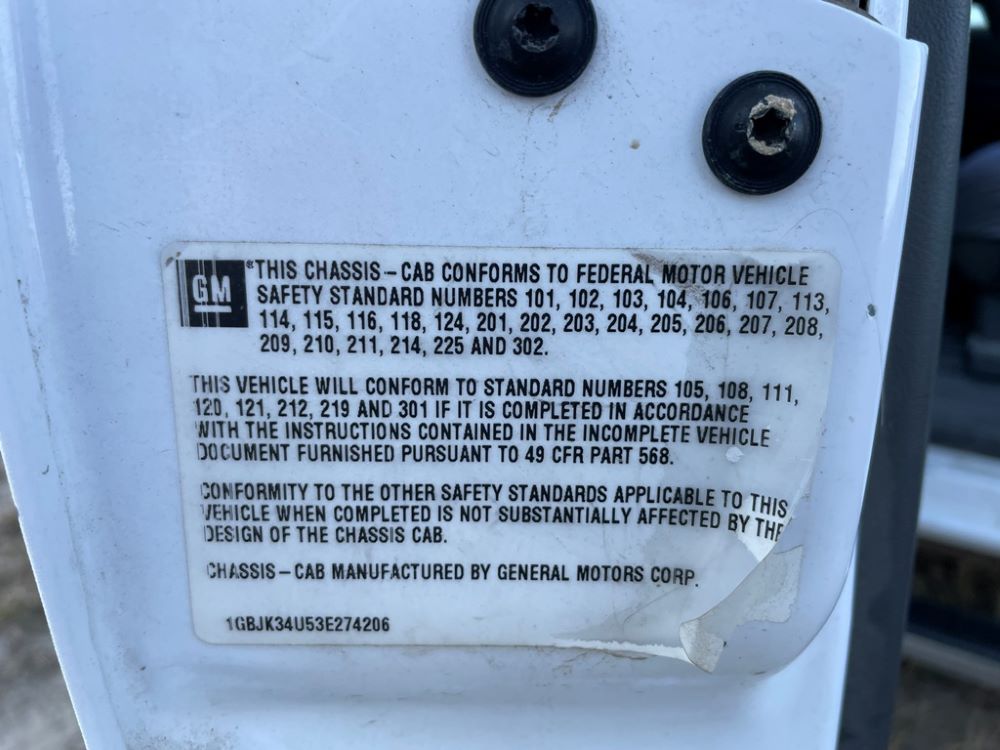 GM
"THIS CHASSIS-CAB CONFORMS TO FEDERAL MOTOR VEHICLE
SAFETY STANDARD NUMBERS 101, 102, 103, 104, 106, 107, 113,
114, 115, 116, 118, 124, 201, 202, 203, 204, 205, 206, 207, 208,
209, 210, 211, 214, 225 AND 302.
THIS VEHICLE WILL CONFORM TO STANDARD NUMBERS 105, 108, 111,
120, 121, 212, 219 AND 301 IF IT IS COMPLETED IN ACCORDANCE
WITH THE INSTRUCTIONS CONTAINED IN THE INCOMPLETE VEHICLE
DOCUMENT FURNISHED PURSUANT TO 49 CFR PART 568.
CONFORMITY TO THE OTHER SAFETY STANDARDS APPLICABLE TO THIS
VEHICLE WHEN COMPLETED IS NOT SUBSTANTIALLY AFFECTED BY THE
DESIGN OF THE CHASSIS CAB.
CHASSIS-CAB MANUFACTURED BY GENERAL MOTORS CORP.
1GBJK34U53E274206